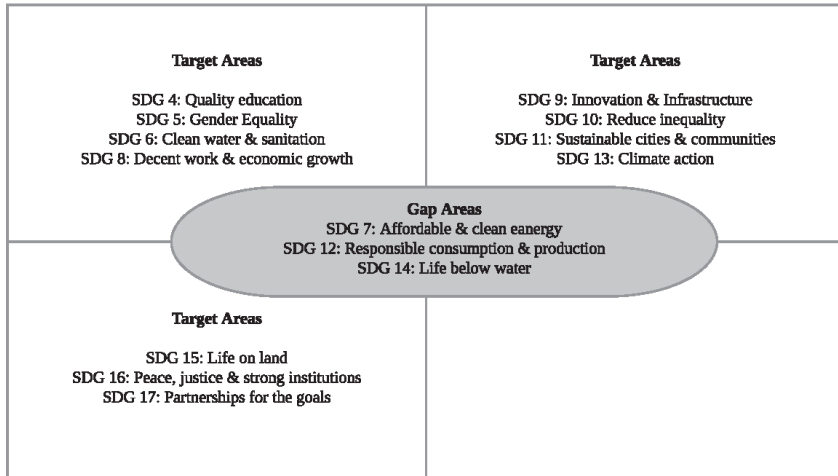 Target Areas
SDG 4: Quality education
SDG 5: Gender Equality
SDG 6: Clean water & sanitation
SDG 8: Decent work & economic growth
Target Areas
SDG 9: Innovation & Infrastructure
SDG 10: Reduce inequality
SDG 11: Sustainable cities & communities
SDG 13: Climate action
Gap Areas
SDG 7: Affordable & clean eanergy
SDG 12: Responsible consumption & production
SDG 14: Life below water
Target Areas
SDG 15: Life on land
SDG 16: Peace, justice & strong institutions
SDG 17: Partnerships for the goals